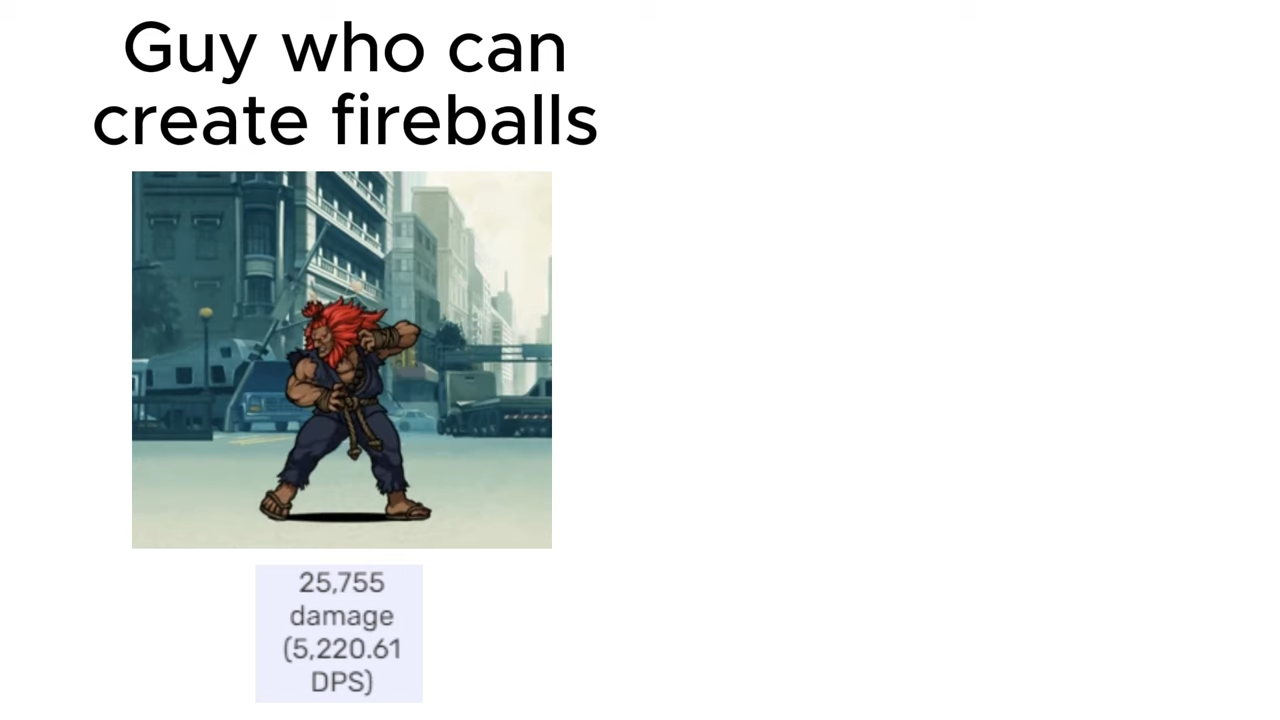 Guy who can
create fireballs
25,755
damage
(5,220.61
DPS)